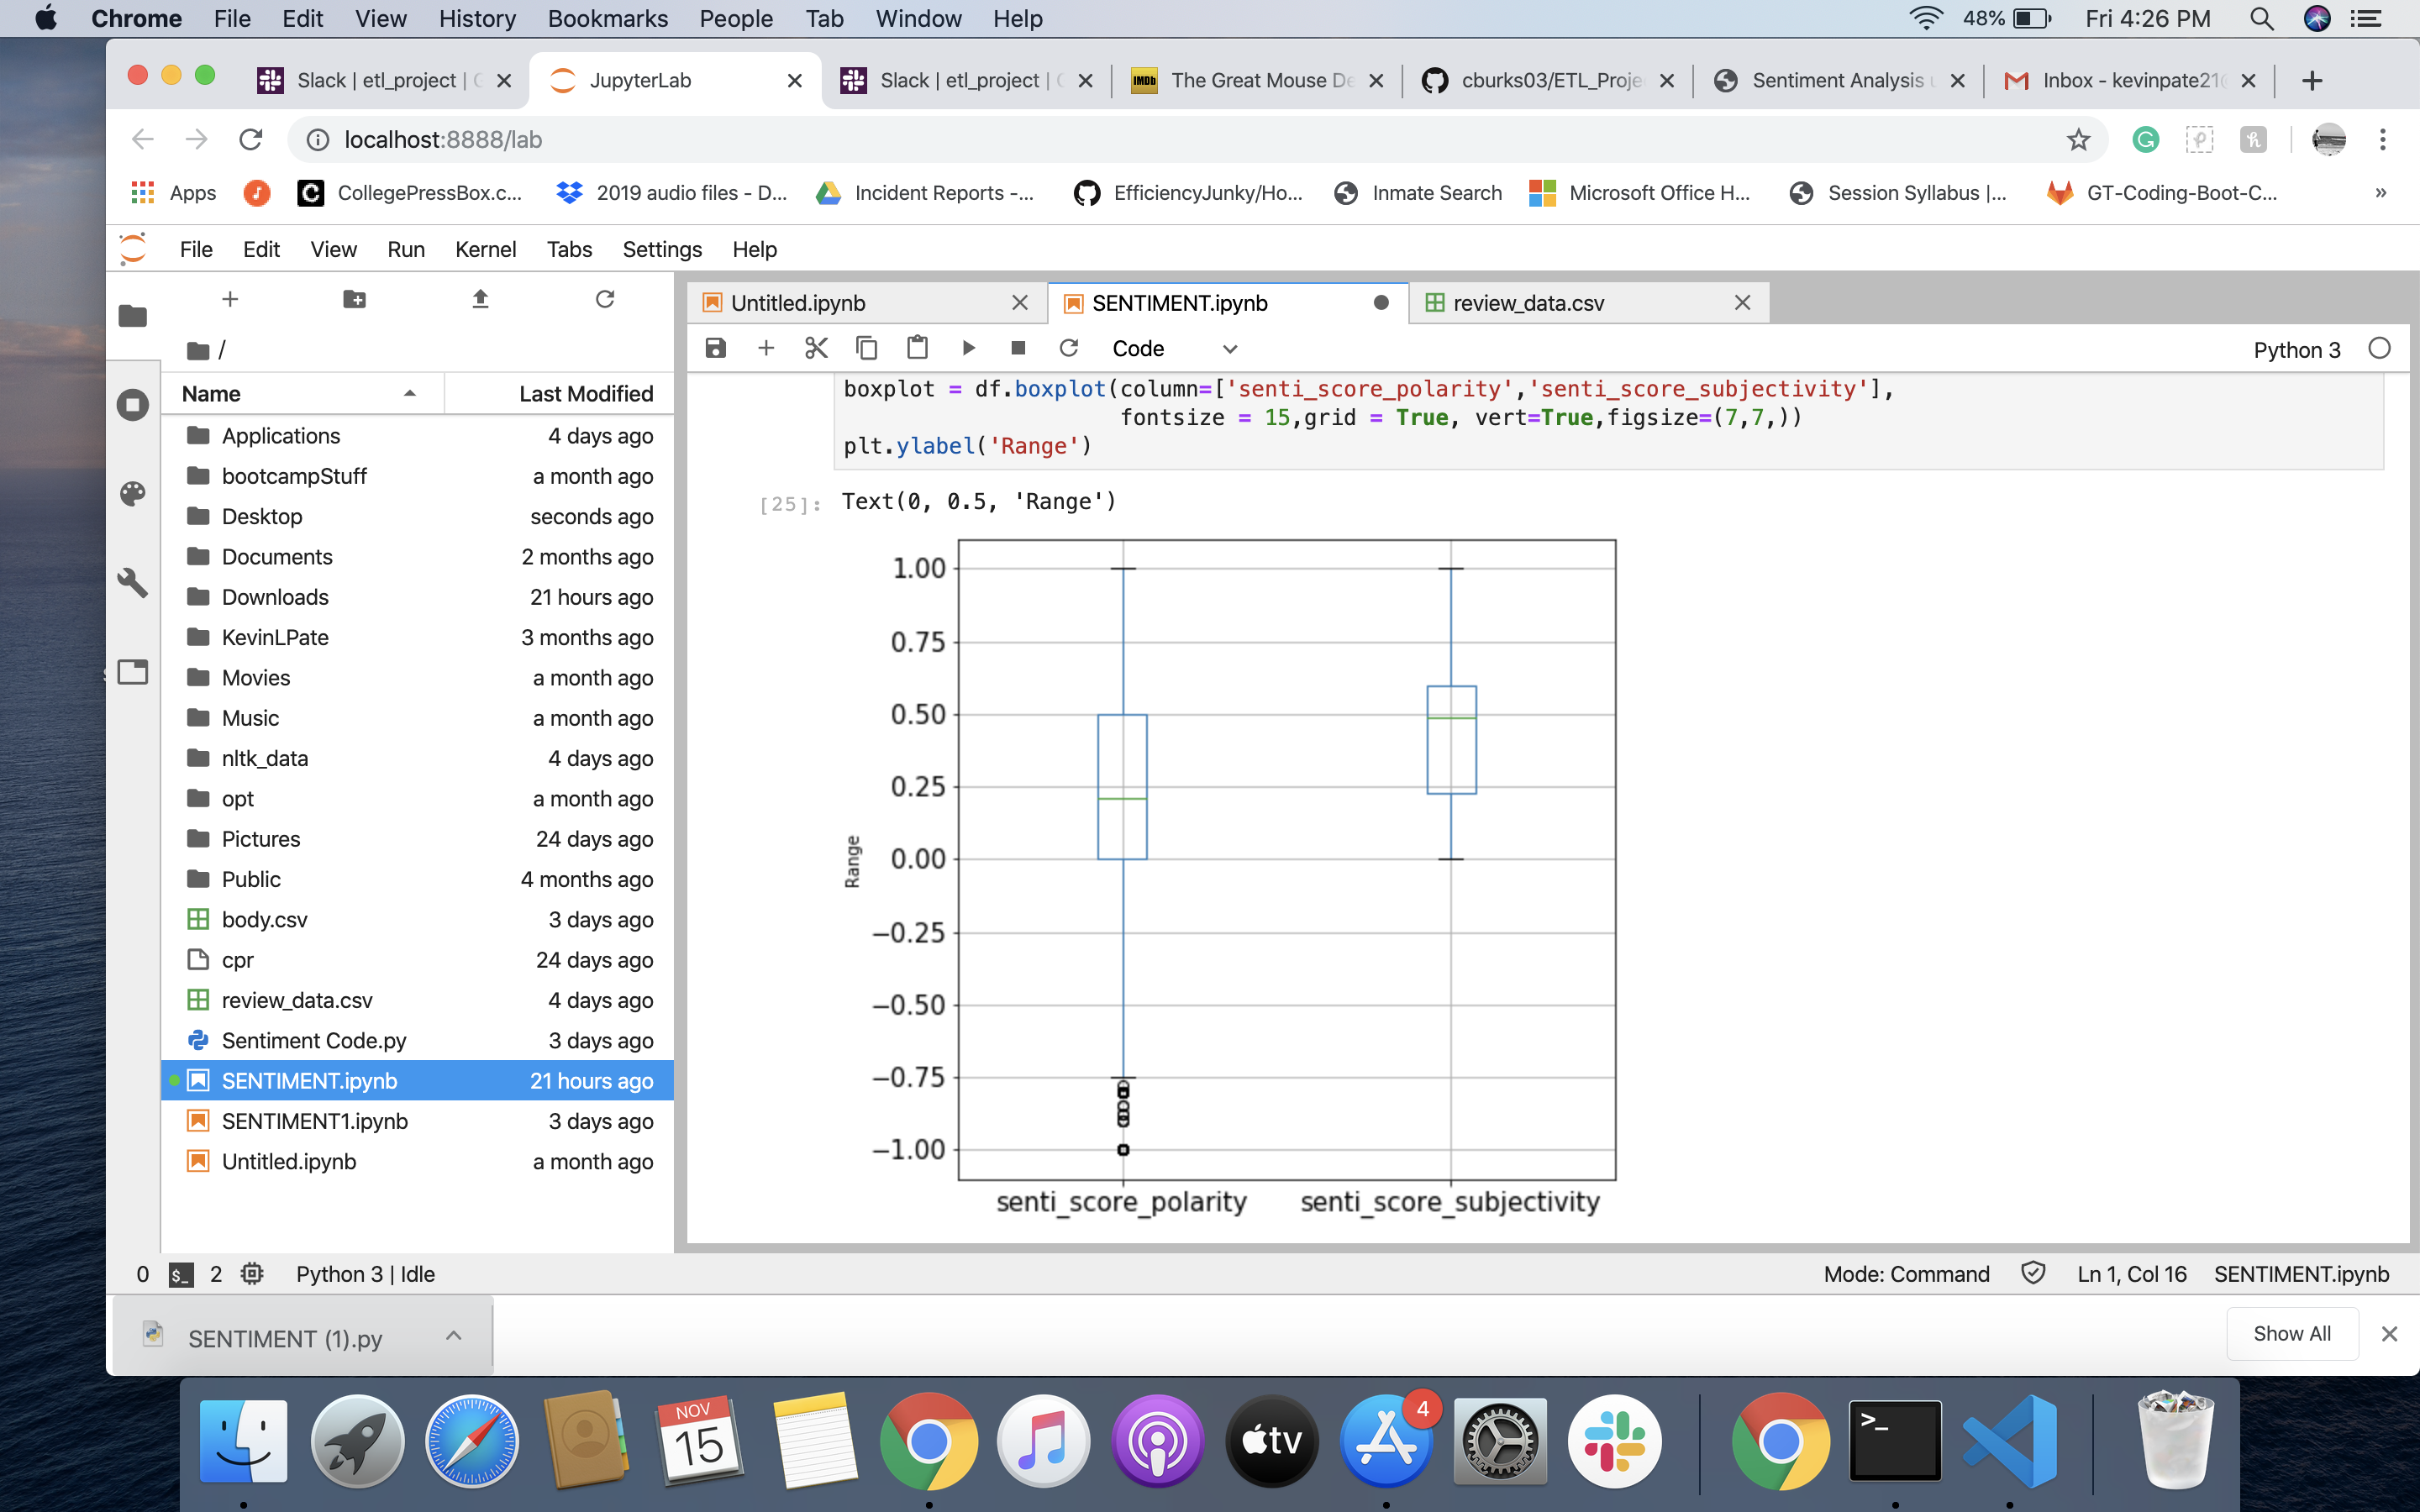 Chrome File Edit View History Bookmarks People Tab Window Help 48% Fri 4:26 PM
Slack | etl_project | JupyterLab Slack | etl_project | The Great Mouse De cburks03/ETL_Proje Sentiment Analysis Inbox - kevinpate21
localhost:8888/lab
Apps CollegePressBox.c... 2019 audio files - D... Incident Reports -... EfficiencyJunky/Ho... Inmate Search Microsoft Office H... Session Syllabus |... GT-Coding-Boot-C... »
File Edit View Run Kernel Tabs Settings Help
Untitled.ipynb SENTIMENT.ipynb review_data.csv
/
Code Python 3
Name Last Modified
Applications 4 days ago
bootcampStuff a month ago
Desktop seconds ago
Documents 2 months ago
Downloads 21 hours ago
KevinLPate 3 months ago
Movies a month ago
Music a month ago
nltk_data 4 days ago
opt a month ago
Pictures 24 days ago
Public 4 months ago
body.csv 3 days ago
cpr 24 days ago
review_data.csv 4 days ago
Sentiment Code.py 3 days ago
SENTIMENT.ipynb 21 hours ago
SENTIMENT1.ipynb 3 days ago
Untitled.ipynb a month ago
boxplot = df.boxplot(column=['senti_score_polarity','senti_score_subjectivity'],
fontsize = 15,grid = True, vert=True,figsize=(7,7,))
plt.ylabel('Range')
[25]: Text(0, 0.5, 'Range')
1.00
0.75
0.50
0.25
0.00
−0.25
−0.50
−0.75
−1.00
Range
senti_score_polarity senti_score_subjectivity
0 $_ 2 Python 3 | Idle Mode: Command Ln 1, Col 16 SENTIMENT.ipynb
SENTIMENT (1).py Show All
NOV
15
tv
4
>_